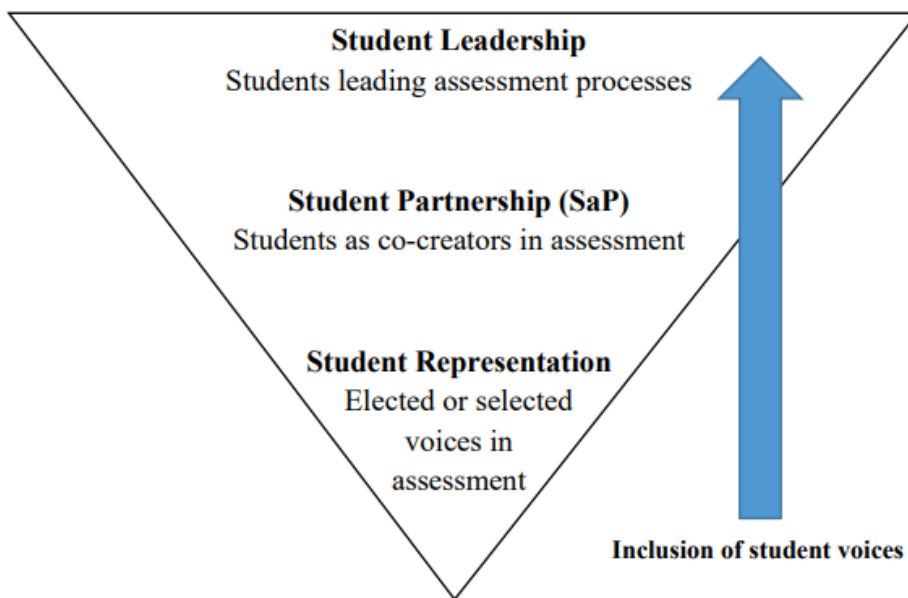 Student Leadership
Students leading assessment processes
Student Partnership (SaP)
Students as co-creators in assessment
Student Representation
Elected or selected
voices in
assessment
Inclusion of student voices